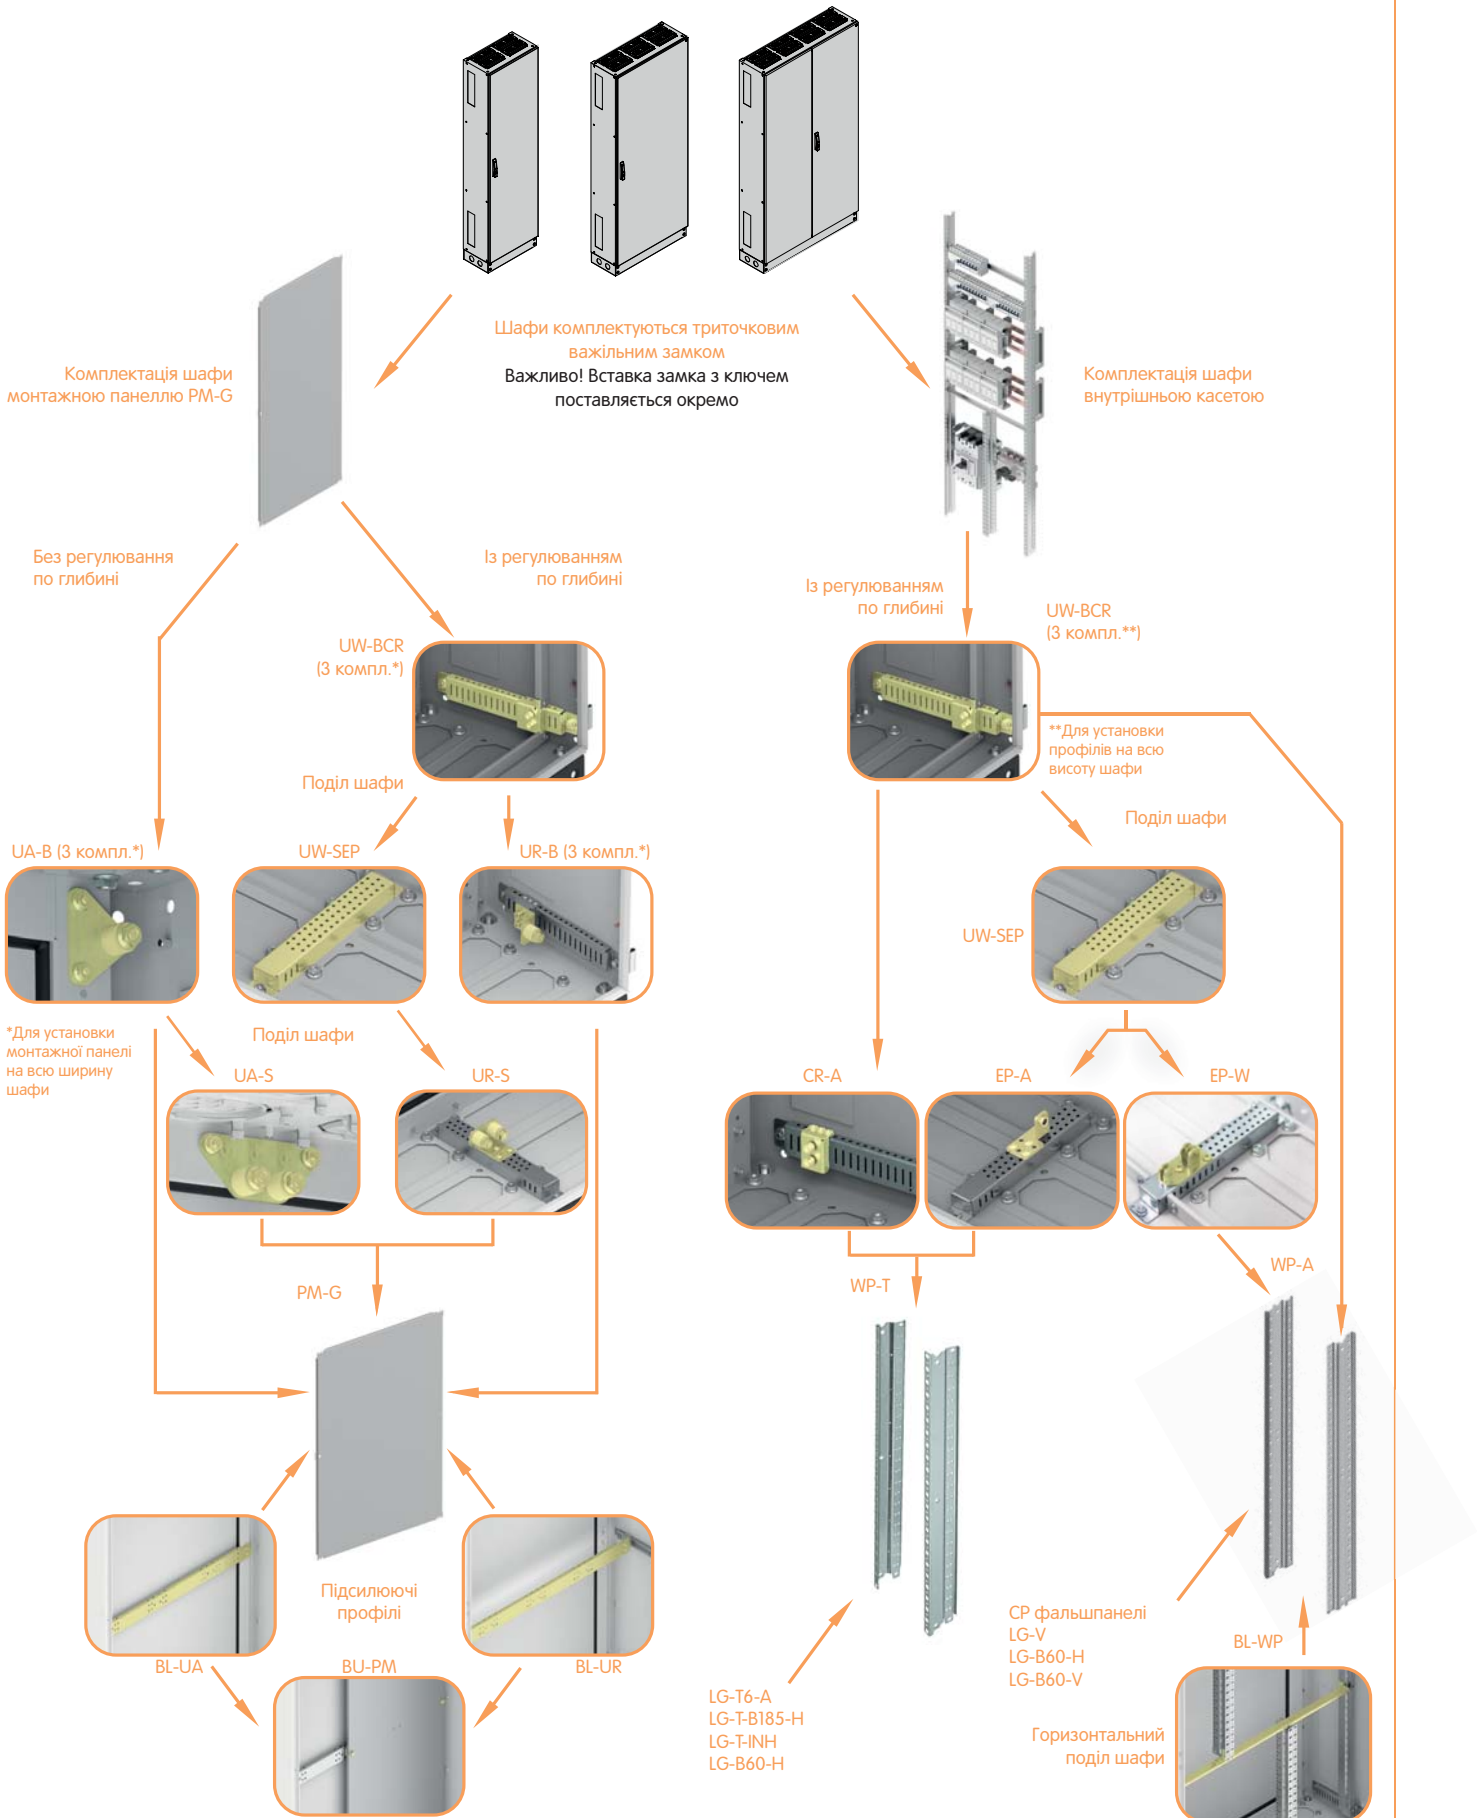 Шафи комплектуються триточковим
важільним замком
Важливо! Вставка замка з ключем
поставляється окремо
Комплектація шафи
монтажною панеллю PM-G
Комплектація шафи
внутрішньою касетою
Без регулювання
по глибині
Із регулюванням
по глибині
Із регулюванням
по глибині
UW-BCR
(3 компл.*)
UW-BCR
(3 компл.**)
**Для установки
профілів на всю
висоту шафи
Поділ шафи
Поділ шафи
UA-B (3 компл.*)
UW-SEP
UR-B (3 компл.*)
UW-SEP
*Для установки
монтажної панелі
на всю ширину
шафи
Поділ шафи
UA-S
UR-S
CR-A
EP-A
EP-W
PM-G
WP-T
WP-A
Підсилюючі
профілі
BL-UA
BU-PM
BL-UR
LG-T6-A
LG-T-B185-H
LG-T-INH
LG-B60-H
CP фальшпанелі
LG-V
LG-B60-H
LG-B60-V
BL-WP
Горизонтальний
поділ шафи